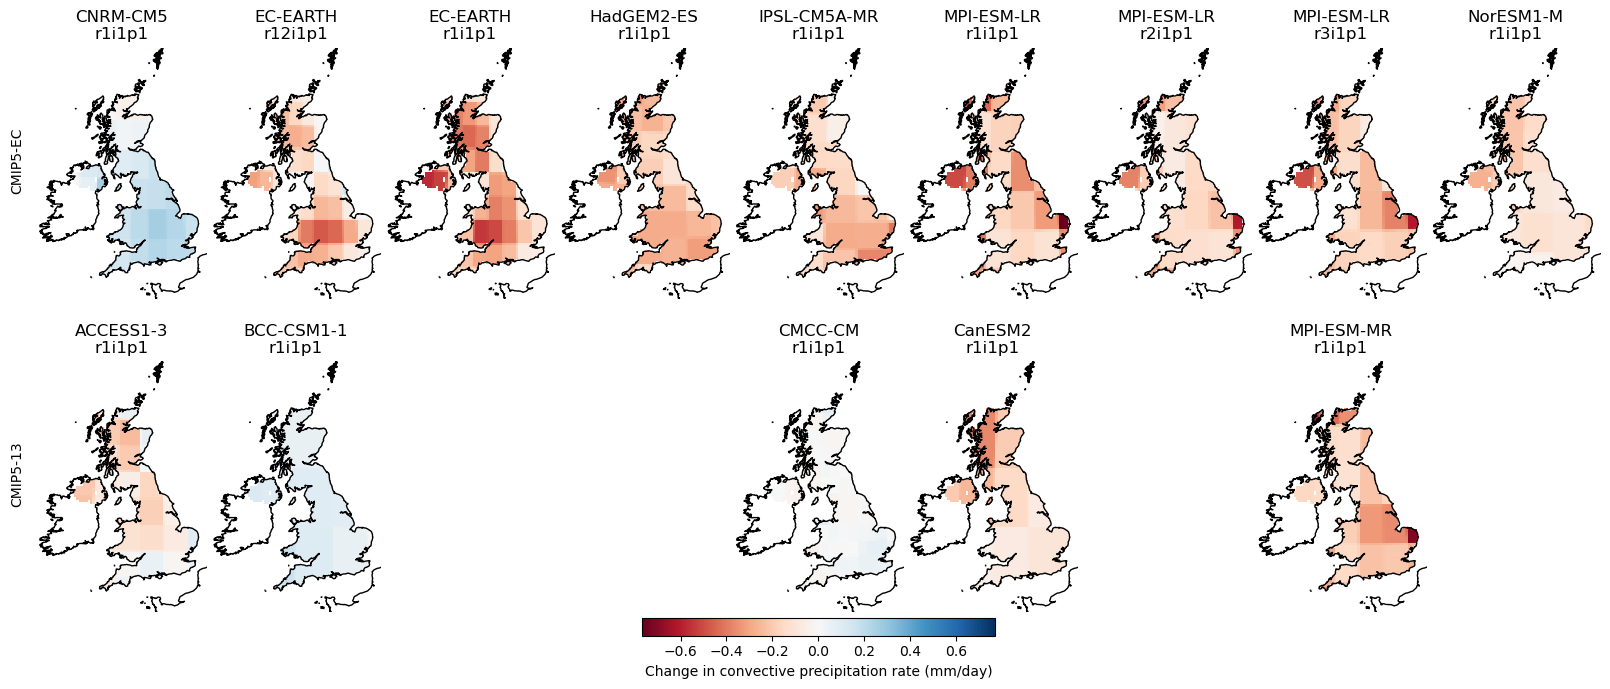 CNRM-CM5
r1i1p1
EC-EARTH
r12i1p1
EC-EARTH
r1i1p1
HadGEM2-ES
r1i1p1
IPSL-CM5A-MR
r1i1p1
MPI-ESM-LR
r1i1p1
MPI-ESM-LR
r2i1p1
MPI-ESM-LR
r3i1p1
NorESM1-M
r1i1p1
CMIP5-EC
ACCESS1-3
r1i1p1
BCC-CSM1-1
r1i1p1
CMCC-CM
r1i1p1
CanESM2
r1i1p1
MPI-ESM-MR
r1i1p1
CMIP5-13
−0.6 −0.4 −0.2 0.0 0.2 0.4 0.6
Change in convective precipitation rate (mm/day)